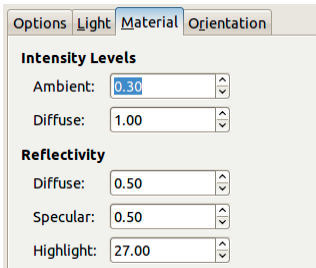 Options Light Material Orientation
Intensity Levels
Ambient: 0.30
Diffuse: 1.00
Reflectivity
Diffuse: 0.50
Specular: 0.50
Highlight: 27.00